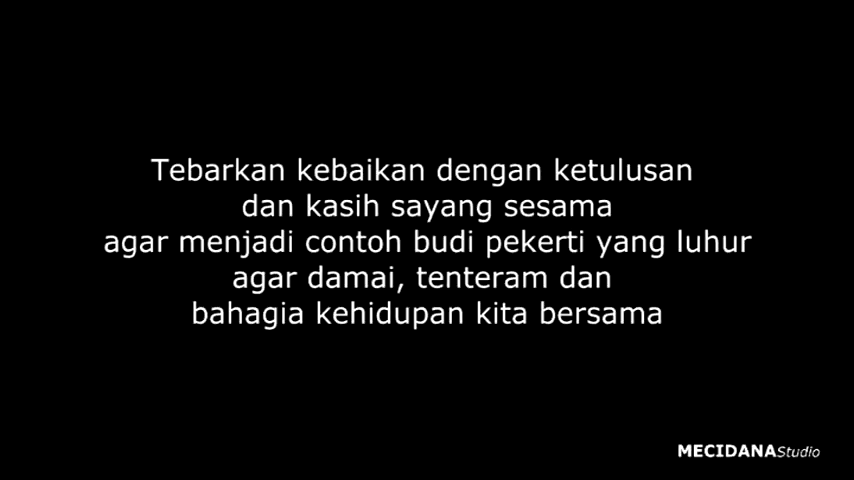 Tebarkan kebaikan dengan ketulusan
dan kasih sayang sesama
agar menjadi contoh budi pekerti yang luhur
agar damai, tenteram dan
bahagia kehidupan kita bersama
MECIDANAStudio